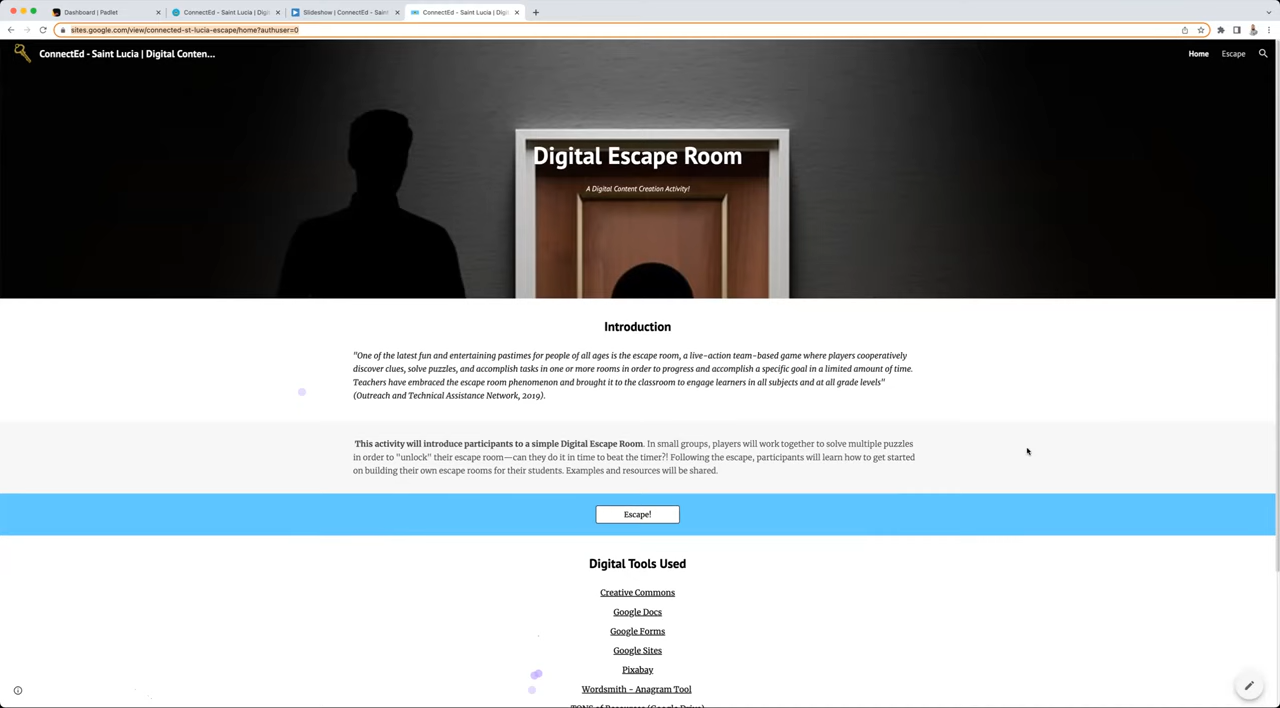 Dashboard | Padlet
ConnectEd - Saint Lucia | Digi
Slideshow | ConnectEd - Saint
ConnectEd - Saint Lucia | Digi
sites.google.com/view/connected-st-lucia-escape/home?authuser=0
ConnectEd - Saint Lucia | Digital Conten...
Home
Escape
Digital Escape Room
A Digital Content Creation Activity!
Introduction
"One of the latest fun and entertaining pastimes for people of all ages is the escape room, a live-action team-based game where players cooperatively
discover clues, solve puzzles, and accomplish tasks in one or more rooms in order to progress and accomplish a specific goal in a limited amount of time.
Teachers have embraced the escape room phenomenon and brought it to the classroom to engage learners in all subjects and at all grade levels"
(Outreach and Technical Assistance Network, 2019).
This activity will introduce participants to a simple Digital Escape Room. In small groups, players will work together to solve multiple puzzles
in order to "unlock" their escape room—can they do it in time to beat the timer?! Following the escape, participants will learn how to get started
on building their own escape rooms for their students. Examples and resources will be shared.
Escape!
Digital Tools Used
Creative Commons
Google Docs
Google Forms
Google Sites
Pixabay
Wordsmith - Anagram Tool
TONS of Resources (Google Drive)